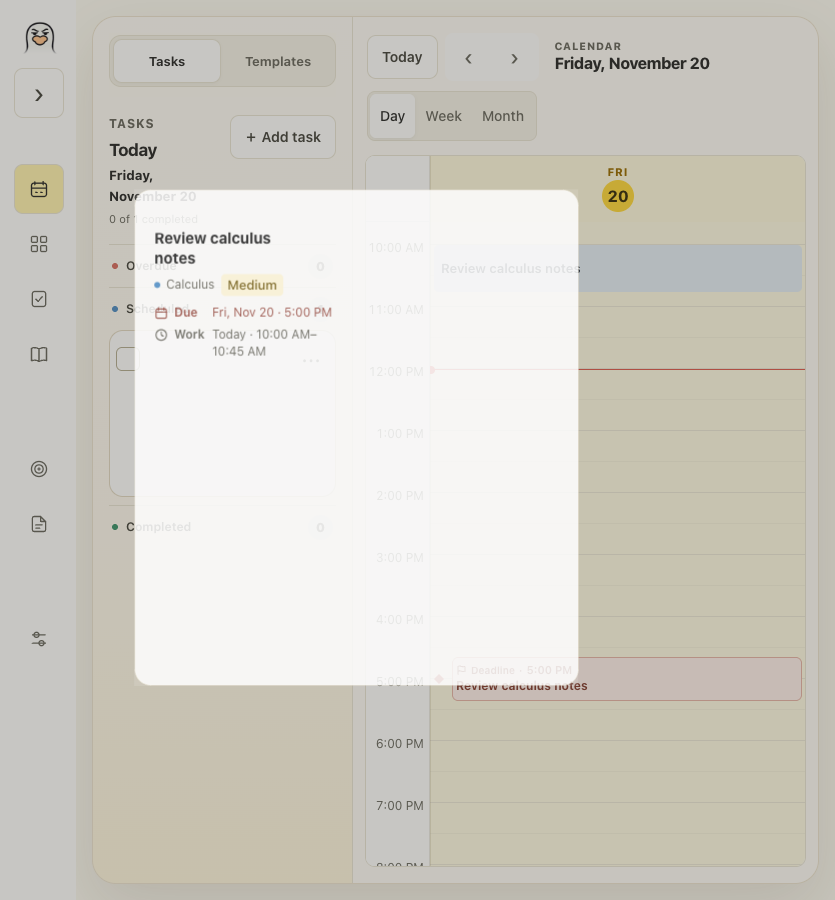 Tasks
Templates
TASKS
+ Add task
Today
Friday,
November 20
0 of 1 completed
Overdue
0
Scheduled
Completed
0
Review calculus
notes
Calculus
Medium
Due
Fri, Nov 20 · 5:00 PM
Work
Today · 10:00 AM–
10:45 AM
Today
CALENDAR
Friday, November 20
Day
Week
Month
FRI
20
10:00 AM
Review calculus notes
11:00 AM
12:00 PM
1:00 PM
2:00 PM
3:00 PM
4:00 PM
5:00 PM
Deadline · 5:00 PM
Review calculus notes
6:00 PM
7:00 PM
8:00 PM